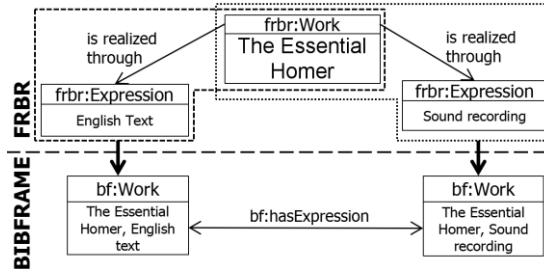 frbr:Work
The Essential
Homer
is realized
through
is realized
through
frbr:Expression
English Text
frbr:Expression
Sound recording
FRBR
BIBFRAME
bf:Work
The Essential
Homer, English
text
bf:hasExpression
bf:Work
The Essential
Homer, Sound
recording